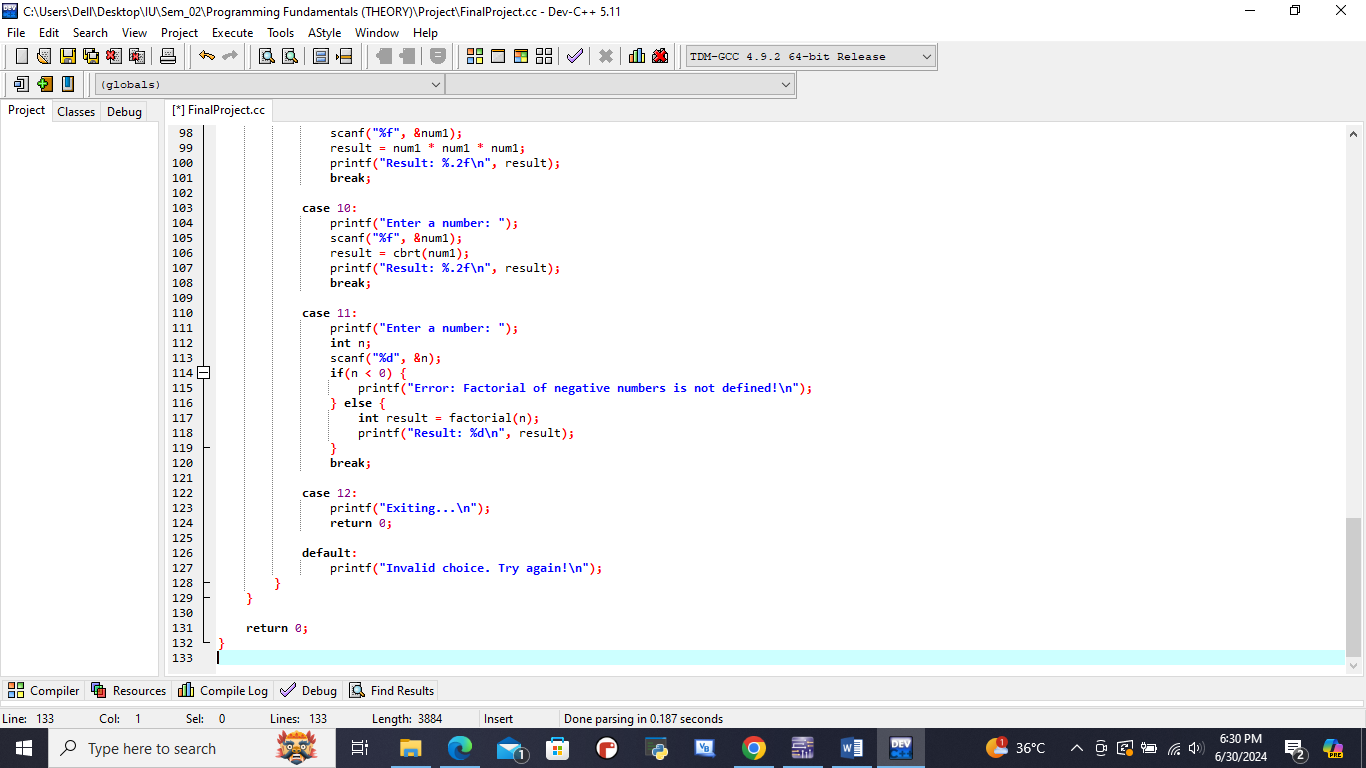 C:\Users\Dell\Desktop\IU\Sem_02\Programming Fundamentals (THEORY)\Project\FinalProject.cc - Dev-C++ 5.11
File Edit Search View Project Execute Tools AStyle Window Help
TDM-GCC 4.9.2 64-bit Release
(globals)
Project Classes Debug [*] FinalProject.cc
98 scanf("%f", &num1);
99 result = num1 * num1 * num1;
100 printf("Result: %.2f\n", result);
101 break;
102
103 case 10:
104 printf("Enter a number: ");
105 scanf("%f", &num1);
106 result = cbrt(num1);
107 printf("Result: %.2f\n", result);
108 break;
109
110 case 11:
111 printf("Enter a number: ");
112 int n;
113 scanf("%d", &n);
114 if(n < 0) {
115 printf("Error: Factorial of negative numbers is not defined!\n");
116 } else {
117 int result = factorial(n);
118 printf("Result: %d\n", result);
119 }
120 break;
121
122 case 12:
123 printf("Exiting...\n");
124 return 0;
125
126 default:
127 printf("Invalid choice. Try again!\n");
128 }
129 }
130
131 return 0;
132 }
133
Compiler Resources Compile Log Debug Find Results
Line: 133 Col: 1 Sel: 0 Lines: 133 Length: 3884 Insert Done parsing in 0.187 seconds
Type here to search
1
DEV
1 36°C
6:30 PM
6/30/2024
2
PRE